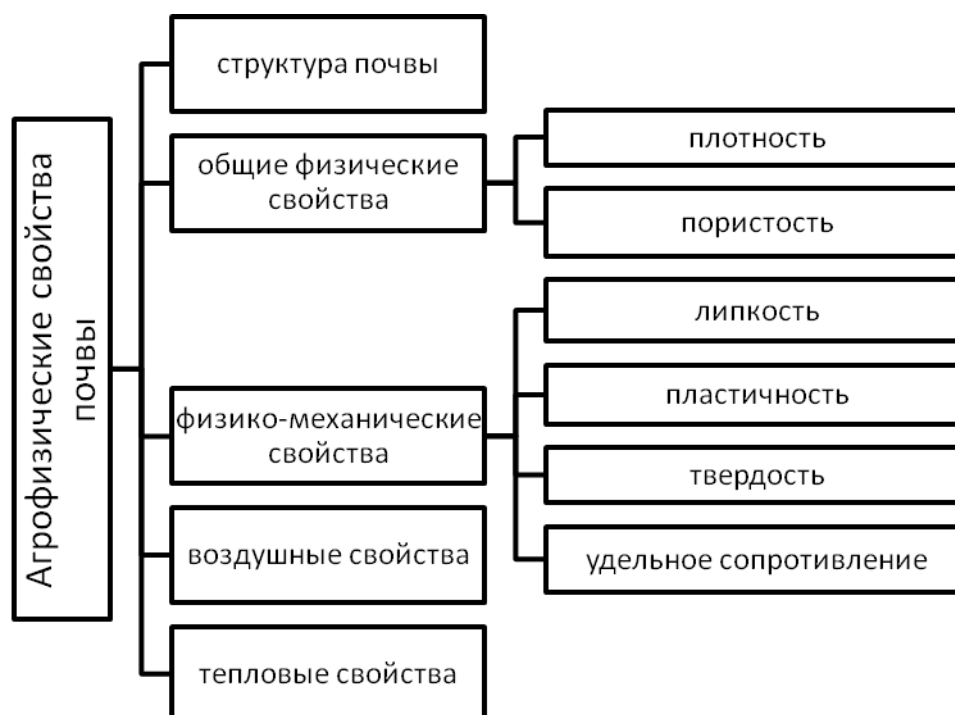 Агрофизические свойства
почвы
структура почвы
общие физические
свойства
плотность
пористость
физико-механические
свойства
липкость
пластичность
твердость
удельное сопротивление
воздушные свойства
тепловые свойства